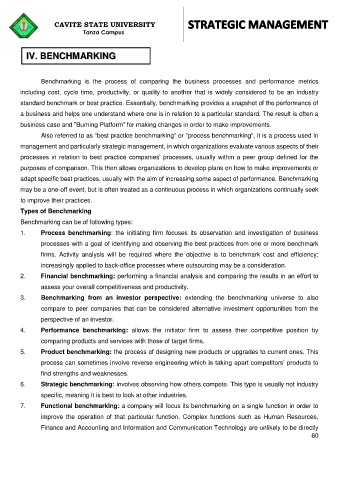 CAVITE STATE UNIVERSITY
Tanza Campus
STRATEGIC MANAGEMENT
IV. BENCHMARKING
Benchmarking is the process of comparing the business processes and performance metrics
including cost, cycle time, productivity, or quality to another that is widely considered to be an industry
standard benchmark or best practice. Essentially, benchmarking provides a snapshot of the performance of
a business and helps one understand where one is in relation to a particular standard. The result is often a
business case and "Burning Platform" for making changes in order to make improvements.
Also referred to as "best practice benchmarking" or "process benchmarking", it is a process used in
management and particularly strategic management, in which organizations evaluate various aspects of their
processes in relation to best practice companies' processes, usually within a peer group defined for the
purposes of comparison. This then allows organizations to develop plans on how to make improvements or
adapt specific best practices, usually with the aim of increasing some aspect of performance. Benchmarking
may be a one-off event, but is often treated as a continuous process in which organizations continually seek
to improve their practices.
Types of Benchmarking
Benchmarking can be of following types:
1. Process benchmarking: the initiating firm focuses its observation and investigation of business
processes with a goal of identifying and observing the best practices from one or more benchmark
firms. Activity analysis will be required where the objective is to benchmark cost and efficiency;
increasingly applied to back-office processes where outsourcing may be a consideration.
2. Financial benchmarking: performing a financial analysis and comparing the results in an effort to
assess your overall competitiveness and productivity.
3. Benchmarking from an investor perspective: extending the benchmarking universe to also
compare to peer companies that can be considered alternative investment opportunities from the
perspective of an investor.
4. Performance benchmarking: allows the initiator firm to assess their competitive position by
comparing products and services with those of target firms.
5. Product benchmarking: the process of designing new products or upgrades to current ones. This
process can sometimes involve reverse engineering which is taking apart competitors' products to
find strengths and weaknesses.
6. Strategic benchmarking: involves observing how others compete. This type is usually not industry
specific, meaning it is best to look at other industries.
7. Functional benchmarking: a company will focus its benchmarking on a single function in order to
improve the operation of that particular function. Complex functions such as Human Resources,
Finance and Accounting and Information and Communication Technology are unlikely to be directly
60